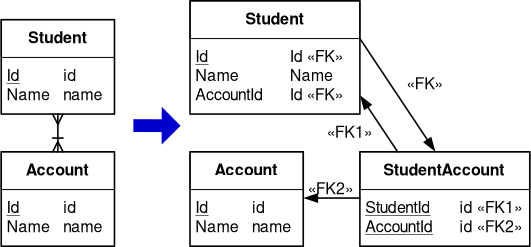 Student
Id id
Name name
Account
Id id
Name name
Student
Id Id «FK»
Name Name
AccountId Id «FK»
«FK»
«FK1»
Account
Id id
Name name
«FK2»
StudentAccount
StudentId id «FK1»
AccountId id «FK2»